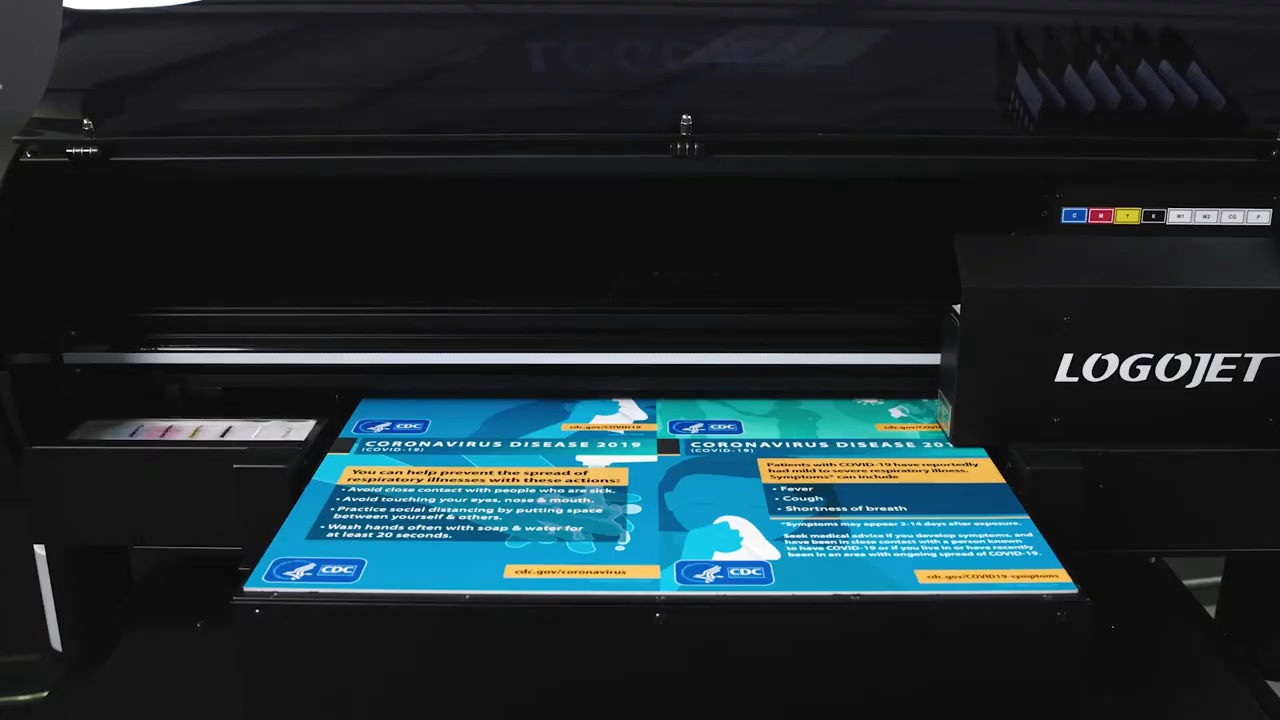 C M Y K W1 W2 CG P
LOGOJET
CDC
cdc.gov/COVID19
CORONAVIRUS DISEASE 2019
(COVID-19)
You can help prevent the spread of
respiratory illnesses with these actions:
• Avoid close contact with people who are sick.
• Avoid touching your eyes, nose & mouth.
• Practice social distancing by putting space
between yourself & others.
• Wash hands often with soap & water for
at least 20 seconds.
CDC
cdc.gov/coronavirus
CDC
cdc.gov/COVI
CORONAVIRUS DISEASE 201
(COVID-19)
Patients with COVID-19 have reportedly
had mild to severe respiratory illness.
Symptoms* can include
• Fever
• Cough
• Shortness of breath
*Symptoms may appear 2-14 days after exposure.
Seek medical advice if you develop symptoms, and
have been in close contact with a person known
to have COVID-19 or if you live in or have recently
been in an area with ongoing spread of COVID-19.
CDC
cdc.gov/COVID19-symptoms